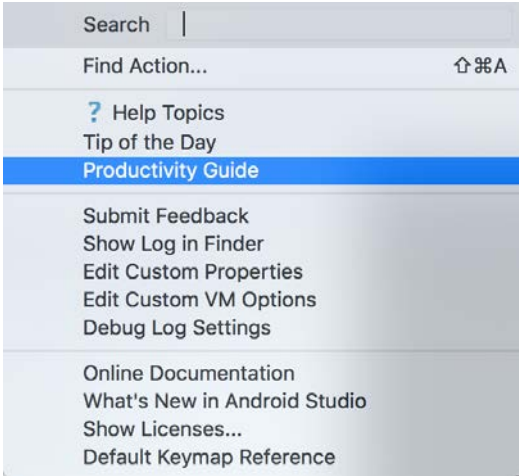 Search
Find Action... ⇧⌘A
? Help Topics
Tip of the Day
Productivity Guide
Submit Feedback
Show Log in Finder
Edit Custom Properties
Edit Custom VM Options
Debug Log Settings
Online Documentation
What's New in Android Studio
Show Licenses...
Default Keymap Reference